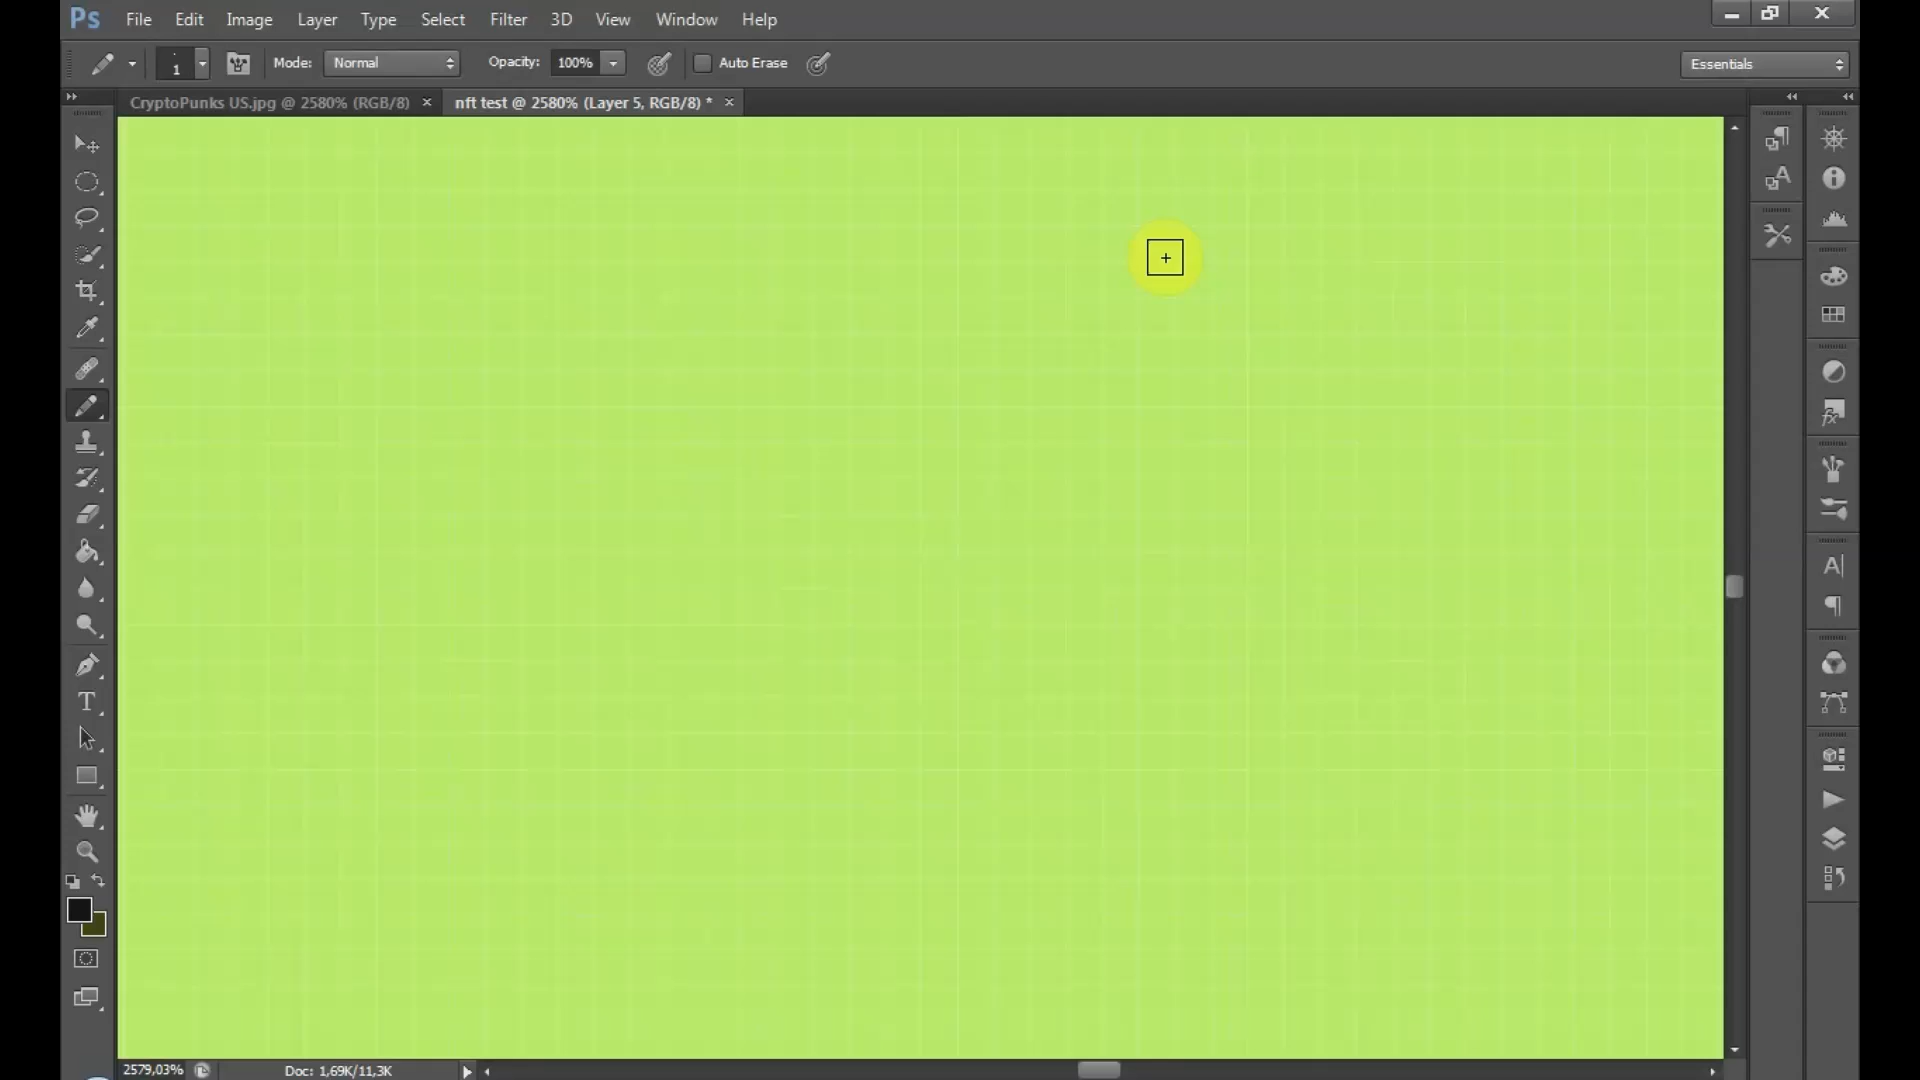 Ps File Edit Image Layer Type Select Filter 3D View Window Help
1 Mode: Normal Opacity: 100% Auto Erase Essentials
CryptoPunks US.jpg @ 2580% (RGB/8) × nft test @ 2580% (Layer 5, RGB/8) * ×
2579,03% Doc: 1,69K/11,3K